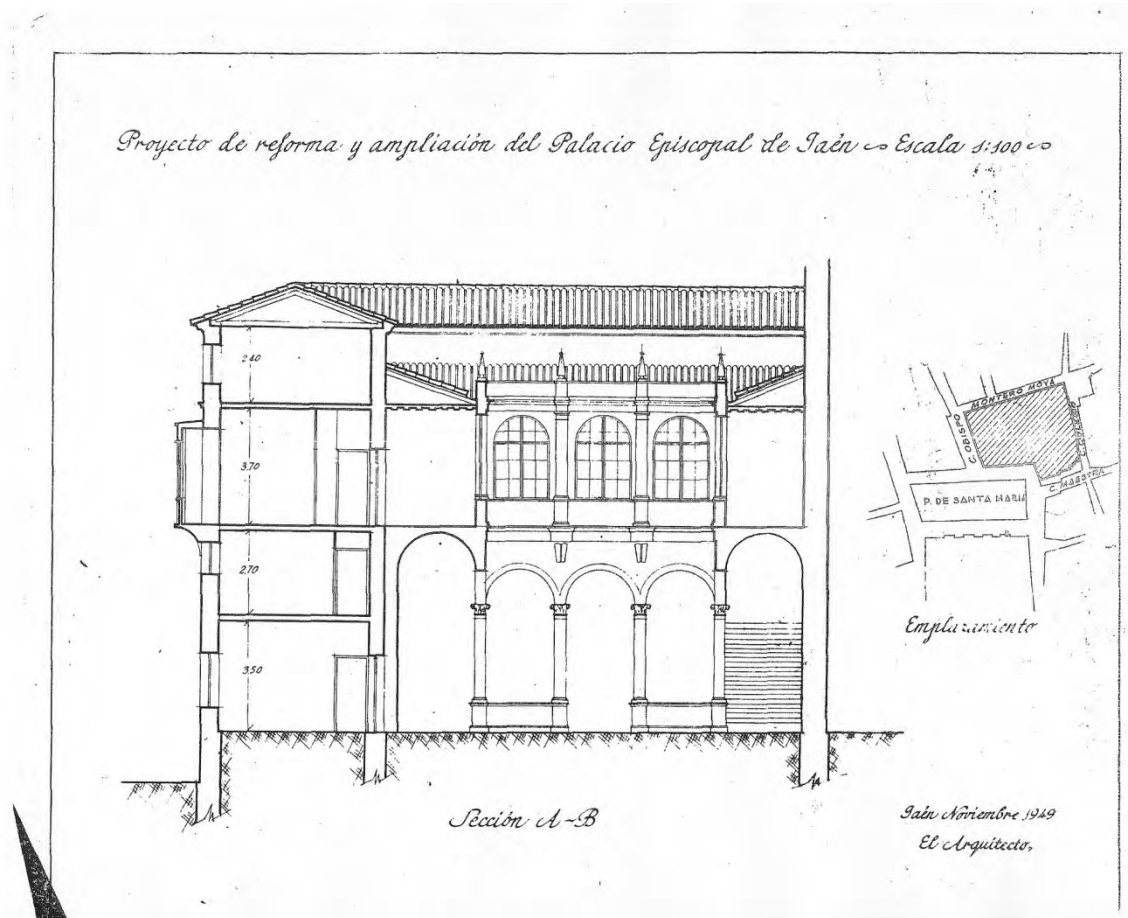 Proyecto de reforma y ampliación del Palacio Episcopal de Jaén ∾ Escala 1:100 ∾
2.40
3.70
2.70
3.50
MONTERO MOYA
C. OBISPO
C. MAESTRA
P. DE SANTA MARIA
Emplazamiento
Sección A-B
Jaén Noviembre 1949
El Arquitecto,